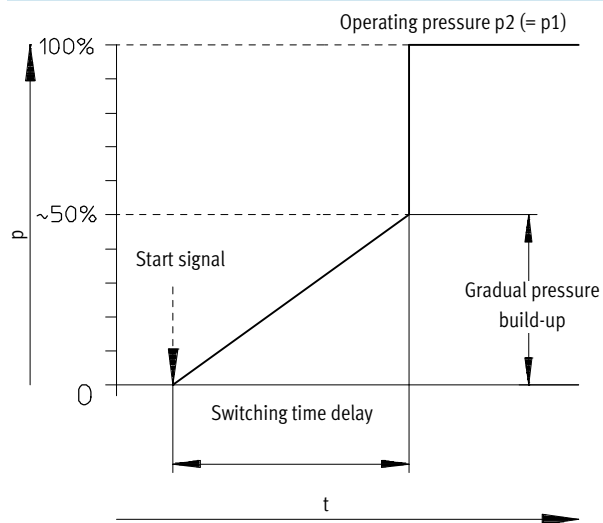 Operating pressure p2 (= p1)
100%
~50%
p
Start signal
Gradual pressure
build-up
0
Switching time delay
t